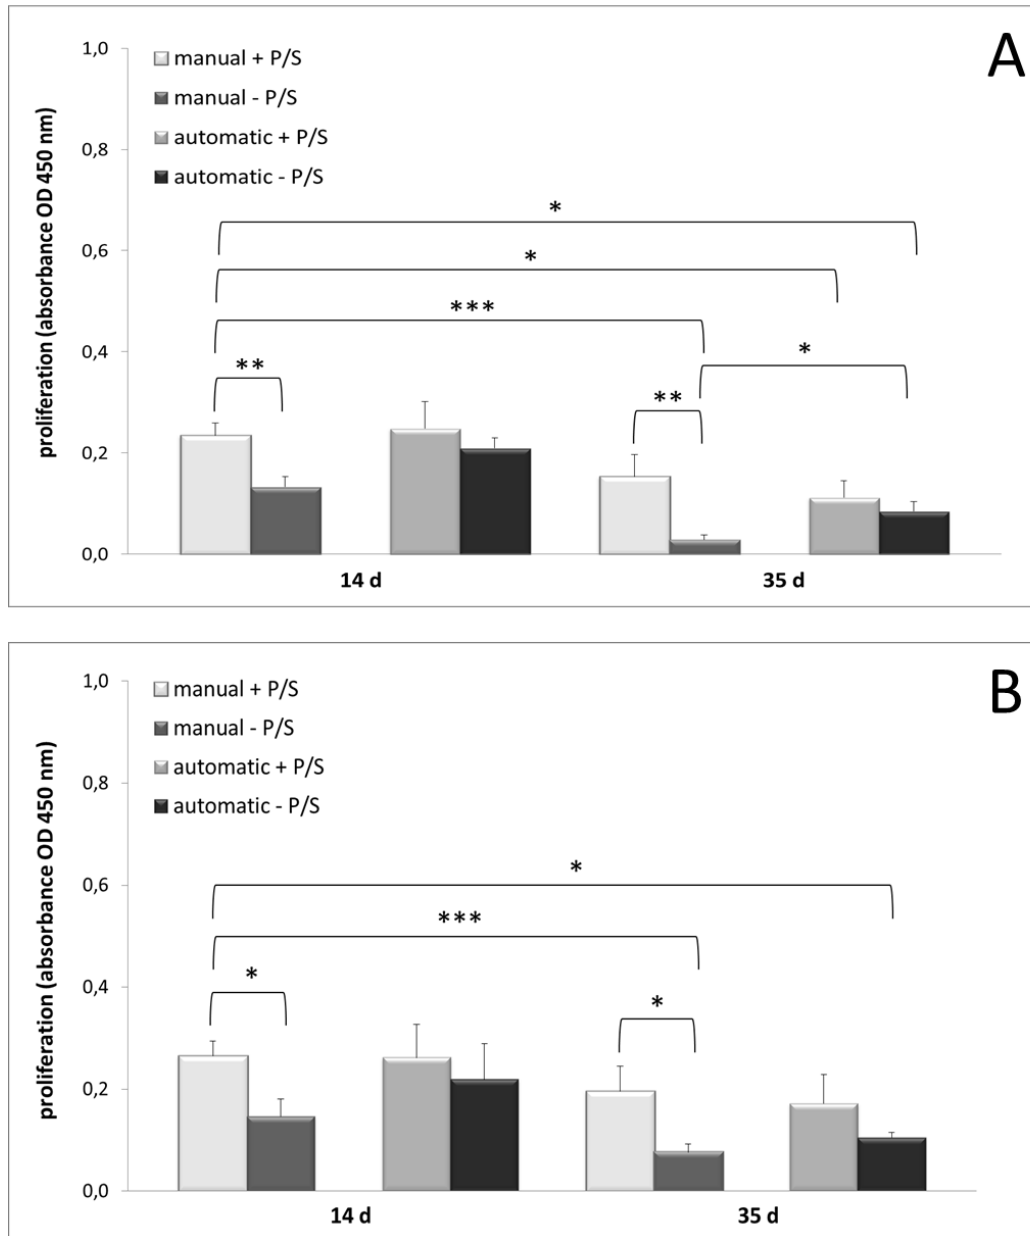 A
proliferation (absorbance OD 450 nm)
1,0
0,8
0,6
0,4
0,2
0,0
manual + P/S
manual - P/S
automatic + P/S
automatic - P/S
*
*
***
*
**
**
14 d
35 d
B
proliferation (absorbance OD 450 nm)
1,0
0,8
0,6
0,4
0,2
0,0
manual + P/S
manual - P/S
automatic + P/S
automatic - P/S
*
***
*
*
14 d
35 d